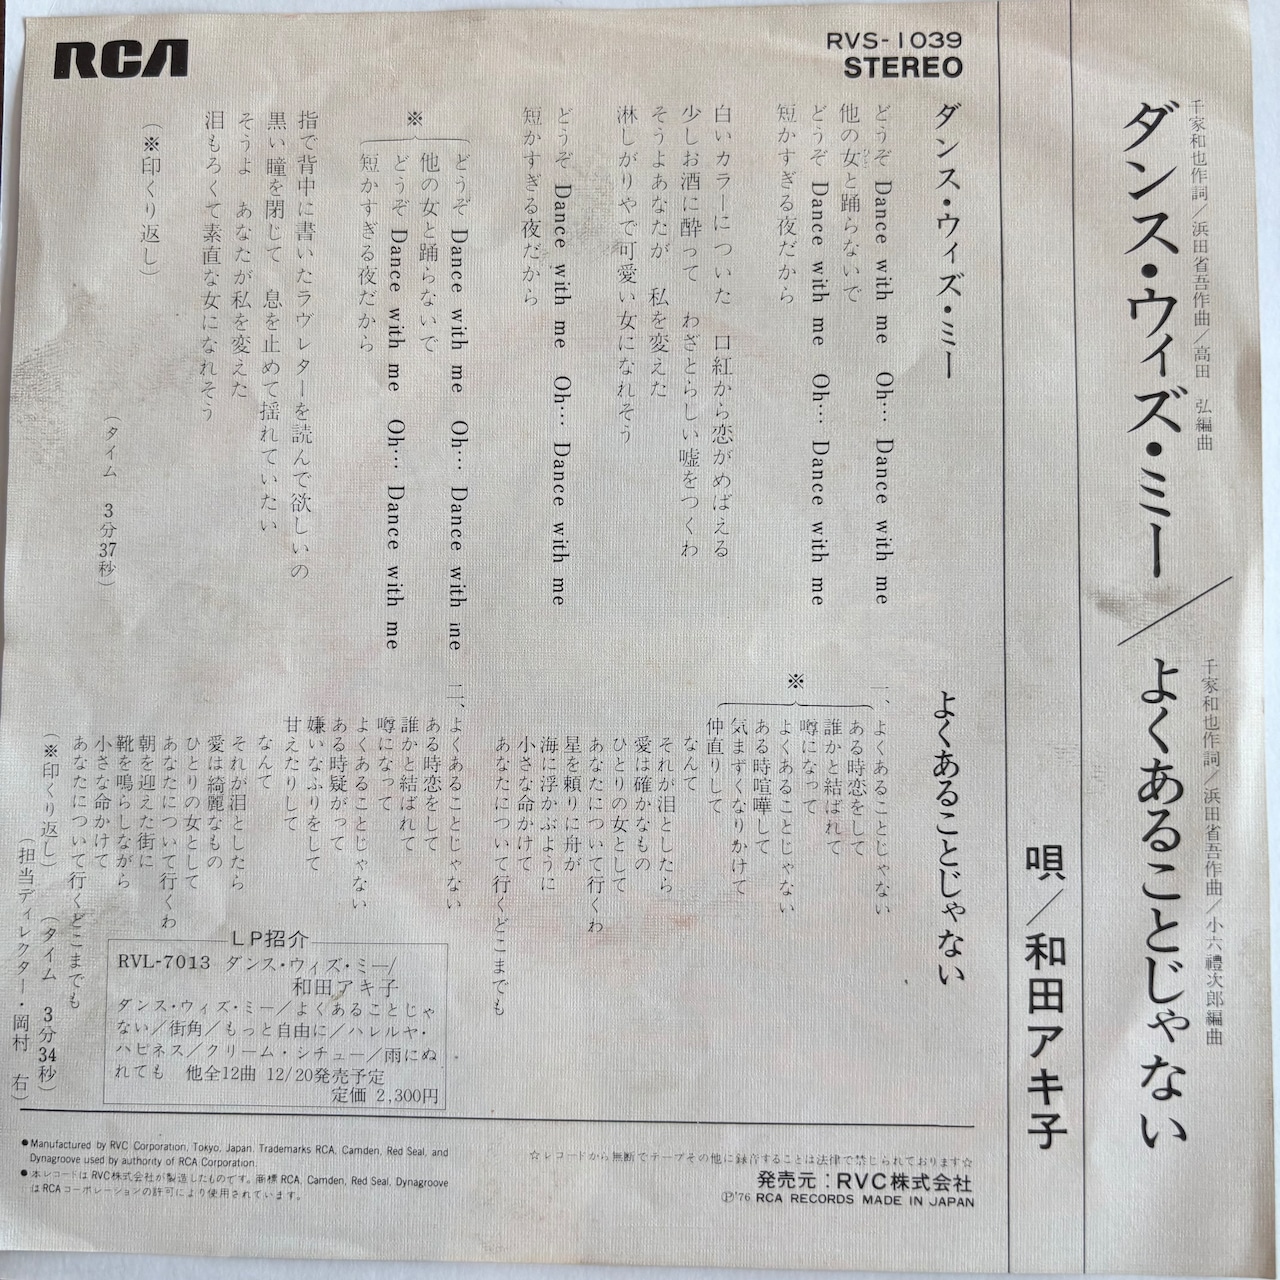 RCA
RVS-1039
STEREO
千家和也作詞／浜田省吾作曲／高田　弘編曲
ダンス・ウィズ・ミー／よくあることじゃない
千家和也作詞／浜田省吾作曲／小六禮次郎編曲
唄／和田アキ子
ダンス・ウィズ・ミー
どうぞ Dance with me Oh… Dance with me
他の女と踊らないで
どうぞ Dance with me Oh… Dance with me
短かすぎる夜だから
白いカラーについた　口紅から恋がめばえる
少しお酒に酔って　わざとらしい嘘をつくわ
そうよあなたが　私を変えた
淋しがりやで可愛い女になれそう
どうぞ Dance with me Oh… Dance with me
短かすぎる夜だから
※
どうぞ Dance with me Oh… Dance with me
他の女と踊らないで
どうぞ Dance with me Oh… Dance with me
短かすぎる夜だから
指で背中に書いたラヴレターを読んで欲しいの
黒い瞳を閉じて　息を止めて揺れていたい
そうよ　あなたが私を変えた
泪もろくて素直な女になれそう
（※印くり返し）
（タイム　3分37秒）
よくあることじゃない
一、よくあることじゃない
※
ある時恋をして
誰かと結ばれて
噂になって
よくあることじゃない
ある時喧嘩して
気まずくなりかけて
仲直りして
なんて
それが泪としたら
愛は確かなもの
ひとりの女として
あなたについて行くわ
星を頼りに舟が
海に浮かぶように
小さな命かけて
あなたについて行くどこまでも
二、よくあることじゃない
ある時恋をして
誰かと結ばれて
噂になって
よくあることじゃない
ある時疑がって
嫌いなふりをして
甘えたりして
なんて
それが泪としたら
愛は綺麗なもの
ひとりの女として
あなたについて行くわ
朝を迎えた街に
靴を鳴らしながら
小さな命かけて
あなたについて行くどこまでも
（※印くり返し）
（タイム　3分34秒）
（担当ディレクター・岡村　右）
LP招介
RVL-7013　ダンス・ウィズ・ミー/
和田アキ子
ダンス・ウィズ・ミー／よくあることじゃ
ない／街角／もっと自由に／ハレルヤ・
ハピネス／クリーム・シチュー／雨にぬ
れても　他全12曲 12/20発売予定
定価 2,300円
●Manufactured by RVC Corporation, Tokyo, Japan. Trademarks RCA, Camden, Red Seal, and
Dynagroove used by authority of RCA Corporation.
●本レコードはRVC株式会社が製造したものです。商標RCA, Camden, Red Seal, Dynagroove
はRCAコーポレーションの許可により使用されています。
☆レコードから無断でテープその他に録音することは法律で禁じられております☆
発売元：RVC株式会社
Ⓟ'76 RCA RECORDS MADE IN JAPAN